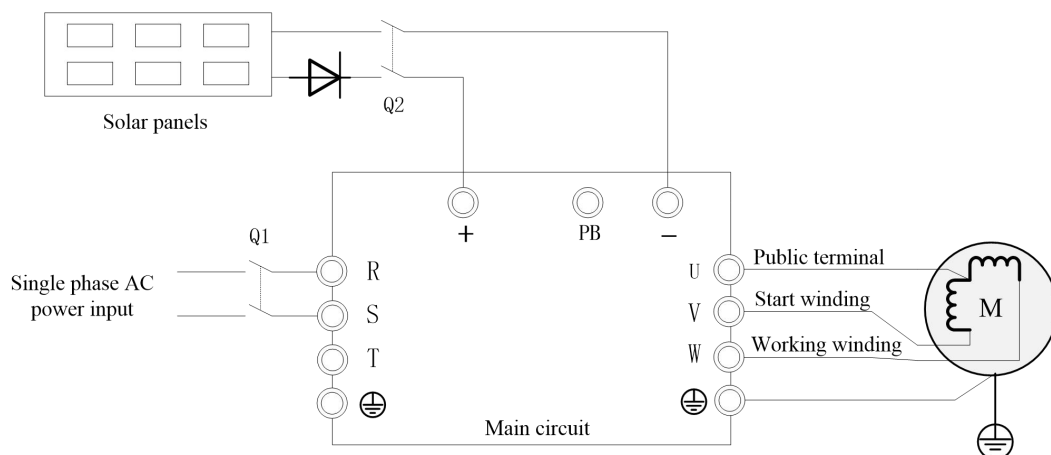 Solar panels
Q2
+
PB
−
Q1
Single phase AC
power input
R
S
T
U
V
W
Public terminal
Start winding
Working winding
M
Main circuit